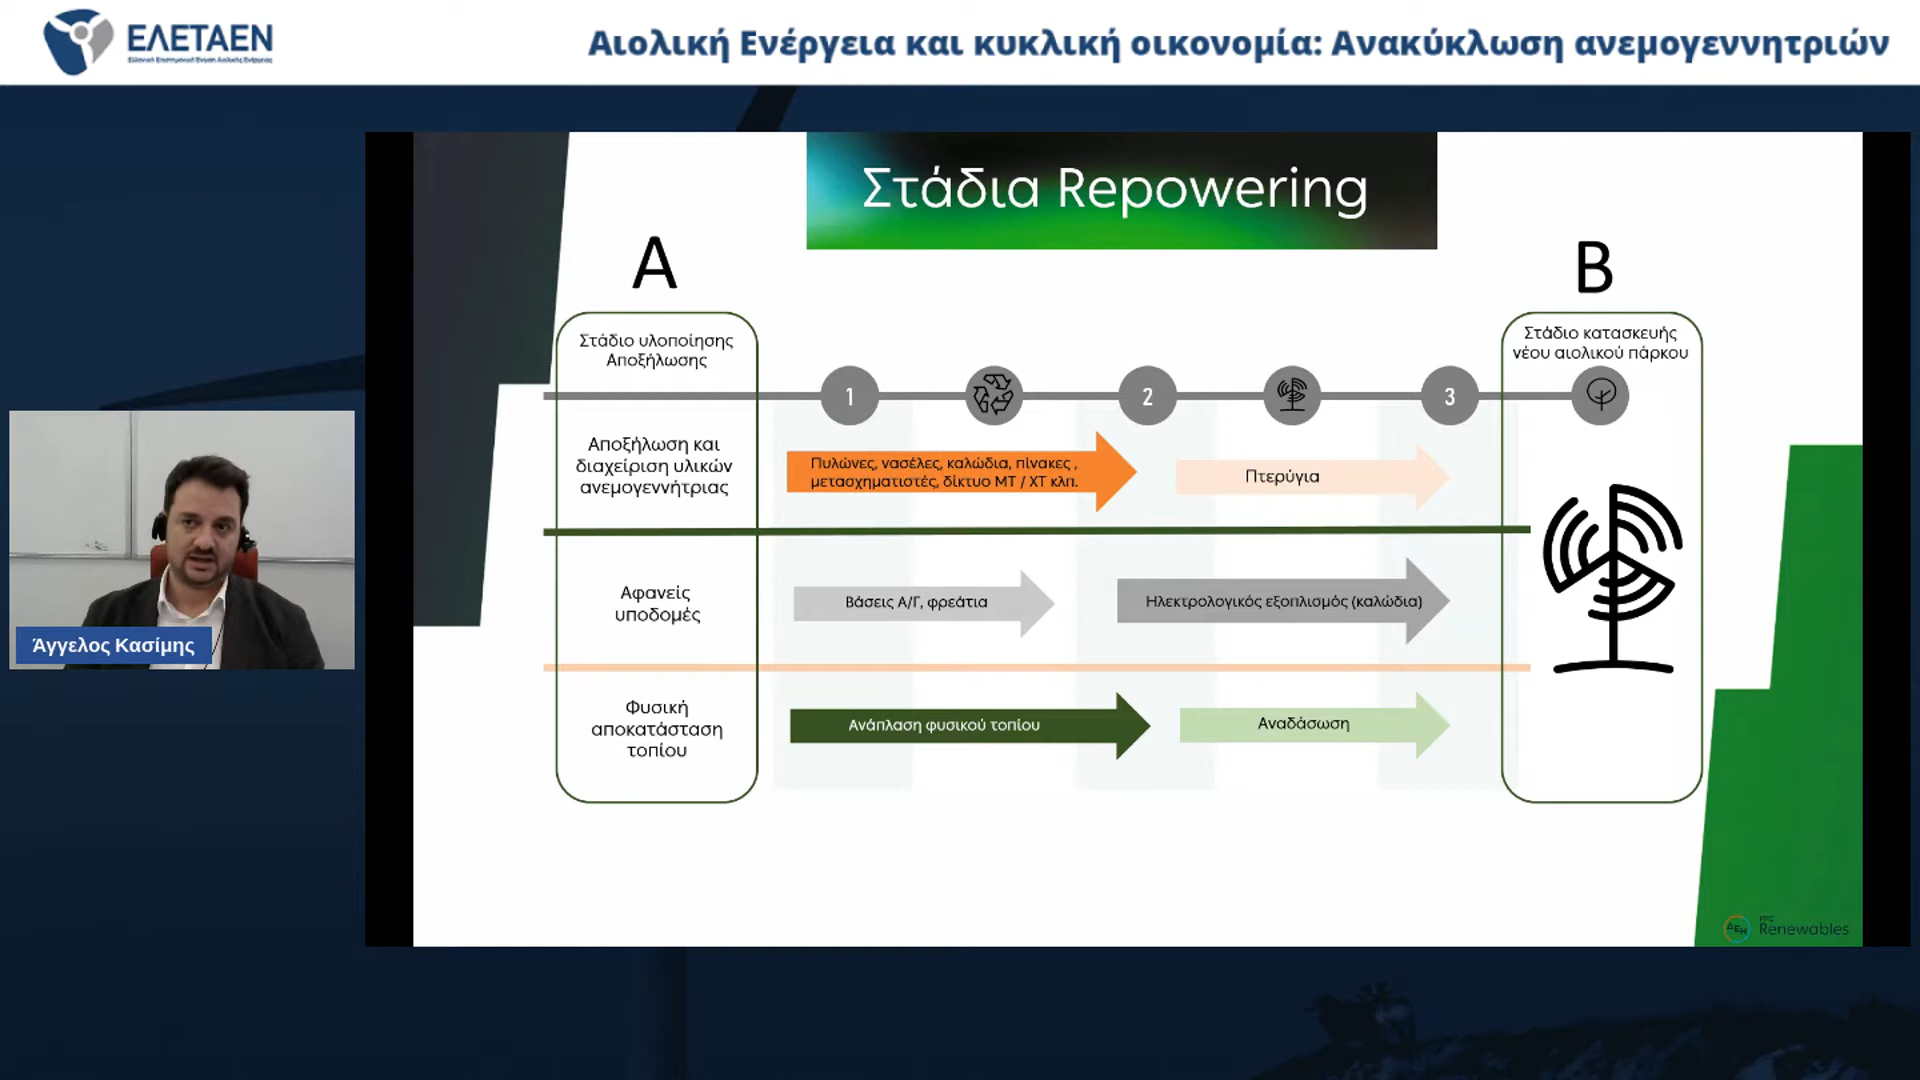 ΕΛΕΤΑΕΝ
Ελληνική Επιστημονική Ένωση Αιολικής Ενέργειας
Αιολική Ενέργεια και κυκλική οικονομία: Ανακύκλωση ανεμογεννητριών
Στάδια Repowering
A
B
Στάδιο υλοποίησης
Αποξήλωσης
Στάδιο κατασκευής
νέου αιολικού πάρκου
1
2
3
Αποξήλωση και
διαχείριση υλικών
ανεμογεννήτριας
Πυλώνες, νασέλες, καλώδια, πίνακες ,
μετασχηματιστές, δίκτυο ΜΤ / ΧΤ κλπ.
Πτερύγια
Αφανείς
υποδομές
Βάσεις Α/Γ, φρεάτια
Ηλεκτρολογικός εξοπλισμός (καλώδια)
Φυσική
αποκατάσταση
τοπίου
Ανάπλαση φυσικού τοπίου
Αναδάσωση
Άγγελος Κασίμης
ΔΕΗ
PPC
Renewables